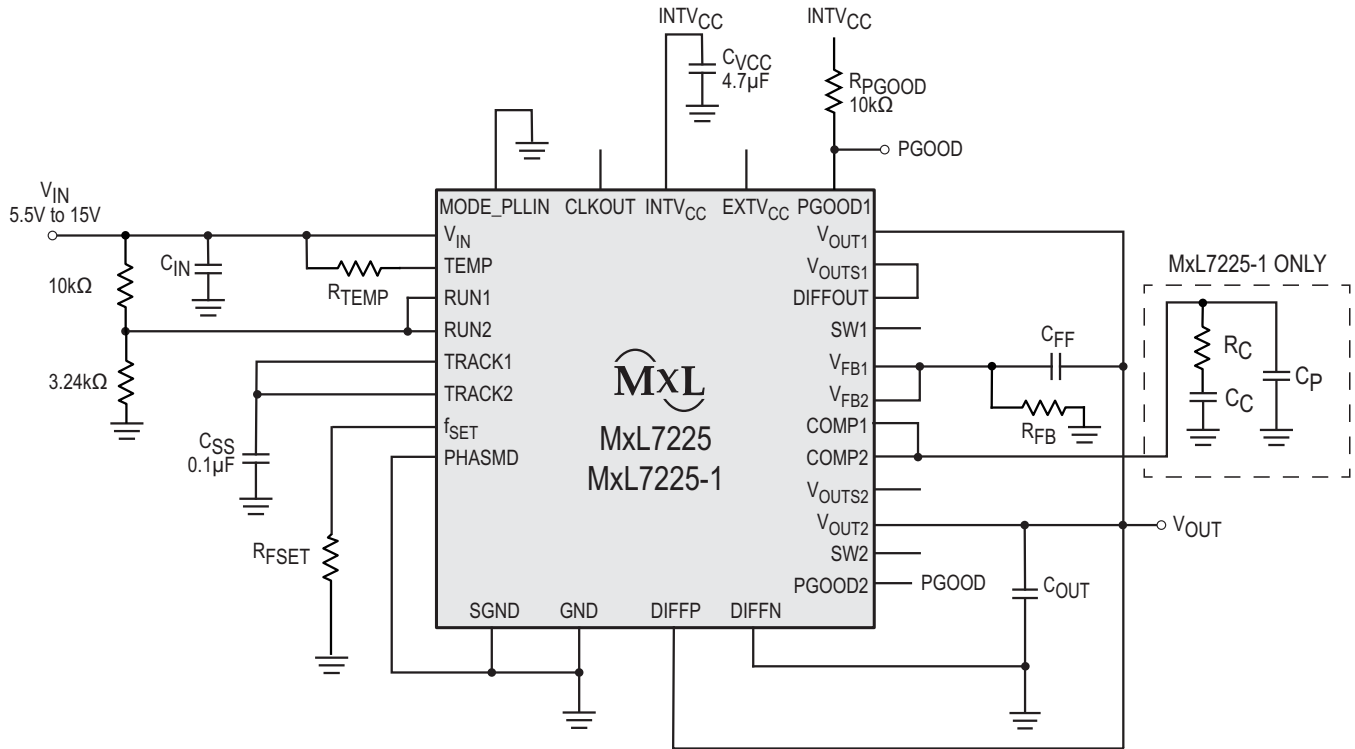 INTVCC
INTVCC
CVCC
4.7µF
RPGOOD
10kΩ
PGOOD
VIN
5.5V to 15V
MODE_PLLIN CLKOUT INTVCC EXTVCC PGOOD1
VIN
TEMP
RUN1
RUN2
TRACK1
TRACK2
fSET
PHASMD
10kΩ
CIN
RTEMP
3.24kΩ
CSS
0.1µF
RFSET
MXL
MxL7225
MxL7225-1
VOUT1
VOUTS1
DIFFOUT
SW1
VFB1
VFB2
COMP1
COMP2
VOUTS2
VOUT2
SW2
PGOOD2
PGOOD
SGND GND DIFFP DIFFN
CFF
RFB
COUT
VOUT
MxL7225-1 ONLY
RC
CC
CP